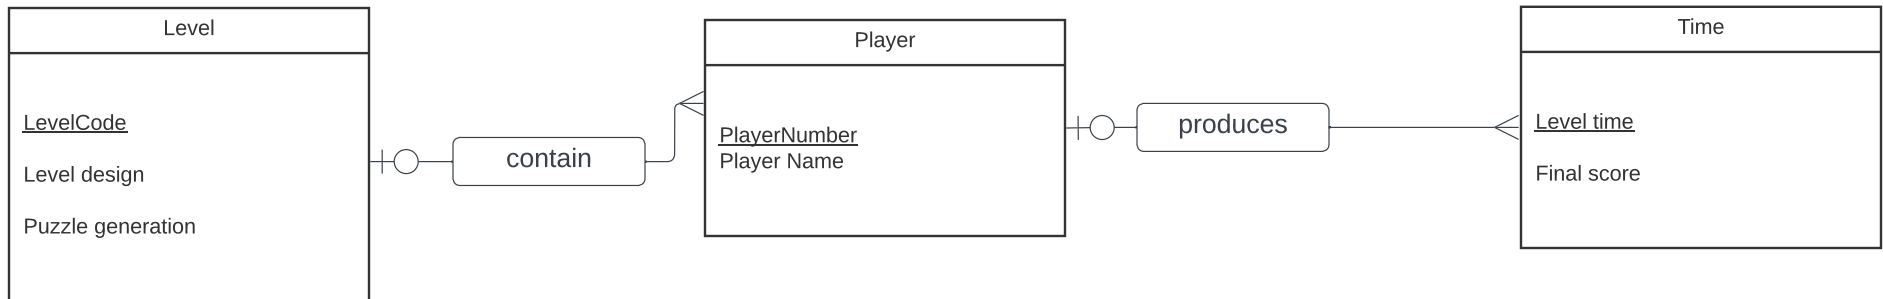 Level
LevelCode
Level design
Puzzle generation
contain
Player
PlayerNumber
Player Name
produces
Time
Level time
Final score